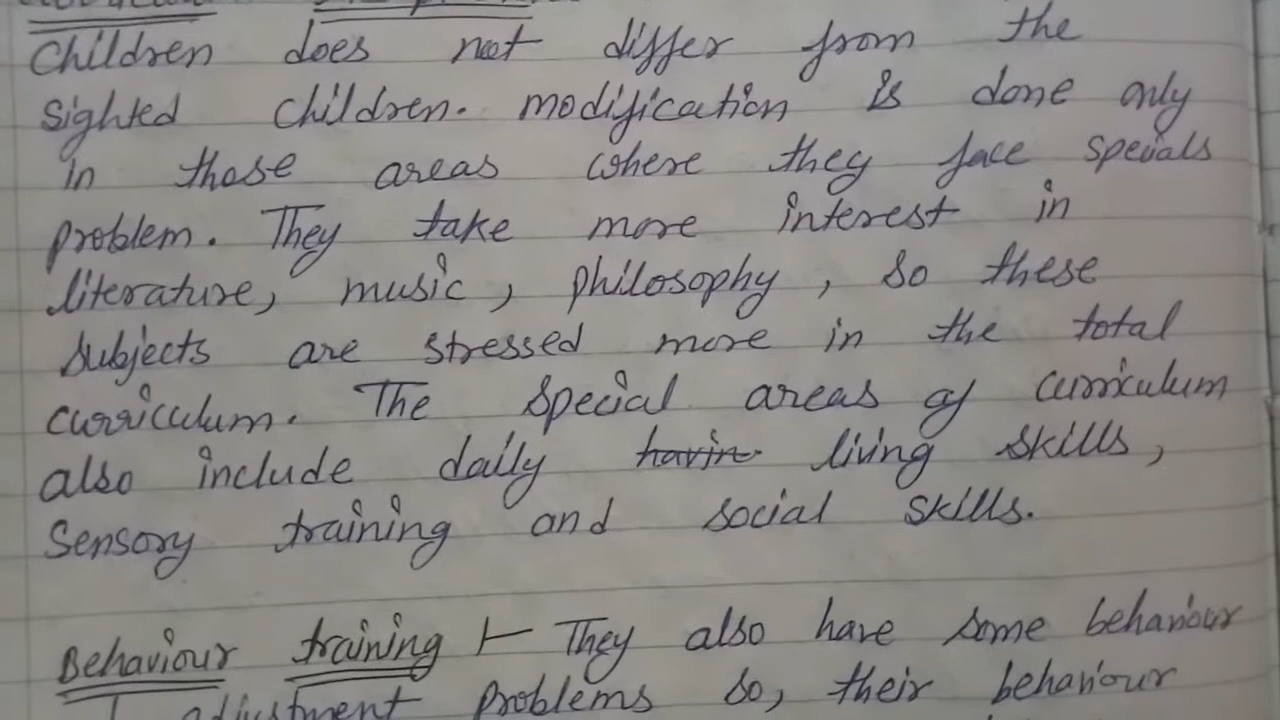 Children does not differ from the
sighted children. modification is done only
in those areas where they face specials
problem. They take more interest in
literature, music, philosophy, so these
subjects are stressed more in the total
curriculum. The special areas of curriculum
also include daily havin living skills,
sensory training and social skills.
Behaviour training :- They also have some behaviour
adjustment problems so, their behaviour